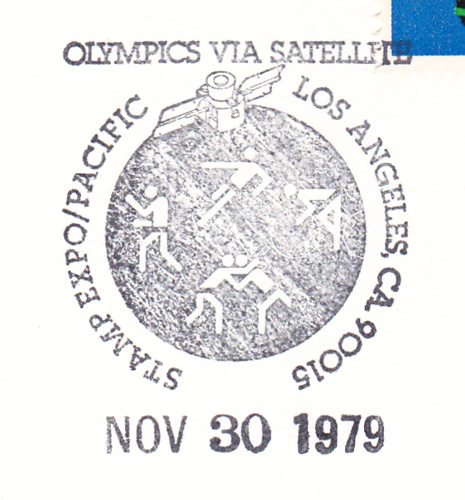 OLYMPICS VIA SATELLITE
STAMP EXPO/PACIFIC
LOS ANGELES, CA 90015
NOV 30 1979